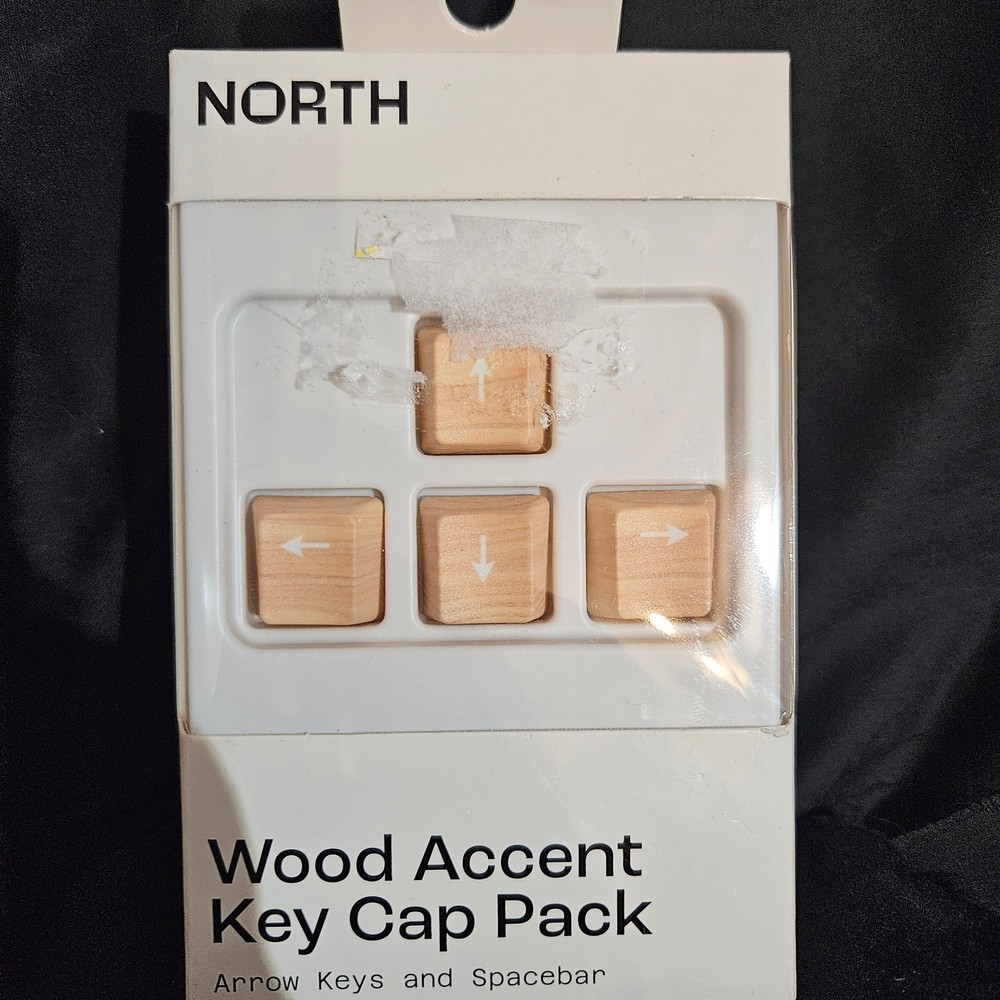 NORTH
Wood Accent
Key Cap Pack
Arrow Keys and Spacebar